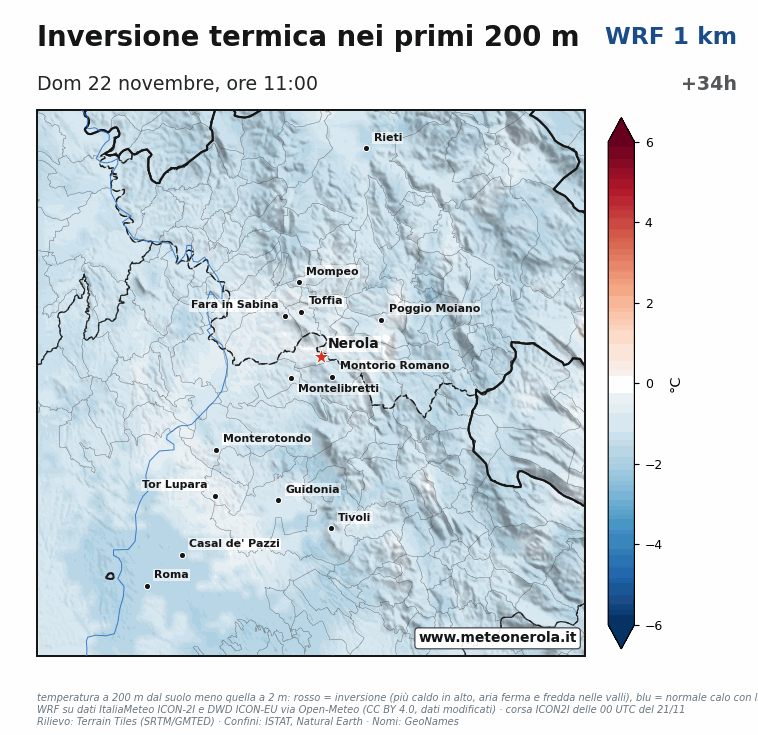 Inversione termica nei primi 200 m WRF 1 km
Dom 22 novembre, ore 11:00 +34h
Rieti
Mompeo
Toffia
Fara in Sabina
Poggio Moiano
Nerola
Montorio Romano
Montelibretti
Monterotondo
Tor Lupara
Guidonia
Tivoli
Casal de' Pazzi
Roma
www.meteonerola.it
6
4
2
0
−2
−4
−6
°C
temperatura a 200 m dal suolo meno quella a 2 m: rosso = inversione (più caldo in alto, aria ferma e fredda nelle valli), blu = normale calo con l
WRF su dati ItaliaMeteo ICON-2I e DWD ICON-EU via Open-Meteo (CC BY 4.0, dati modificati) · corsa ICON2I delle 00 UTC del 21/11
Rilievo: Terrain Tiles (SRTM/GMTED) · Confini: ISTAT, Natural Earth · Nomi: GeoNames